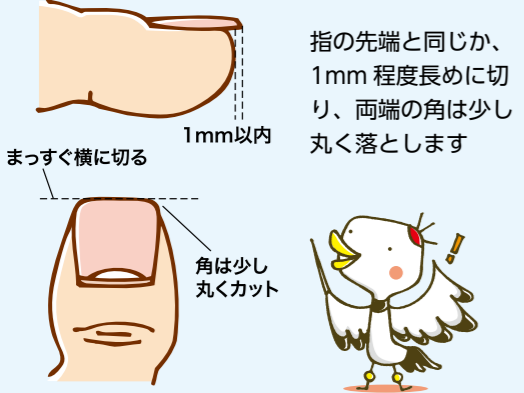 指の先端と同じか、
1mm 程度長めに切
り、両端の角は少し
丸く落とします
1mm以内
まっすぐ横に切る
角は少し
丸くカット